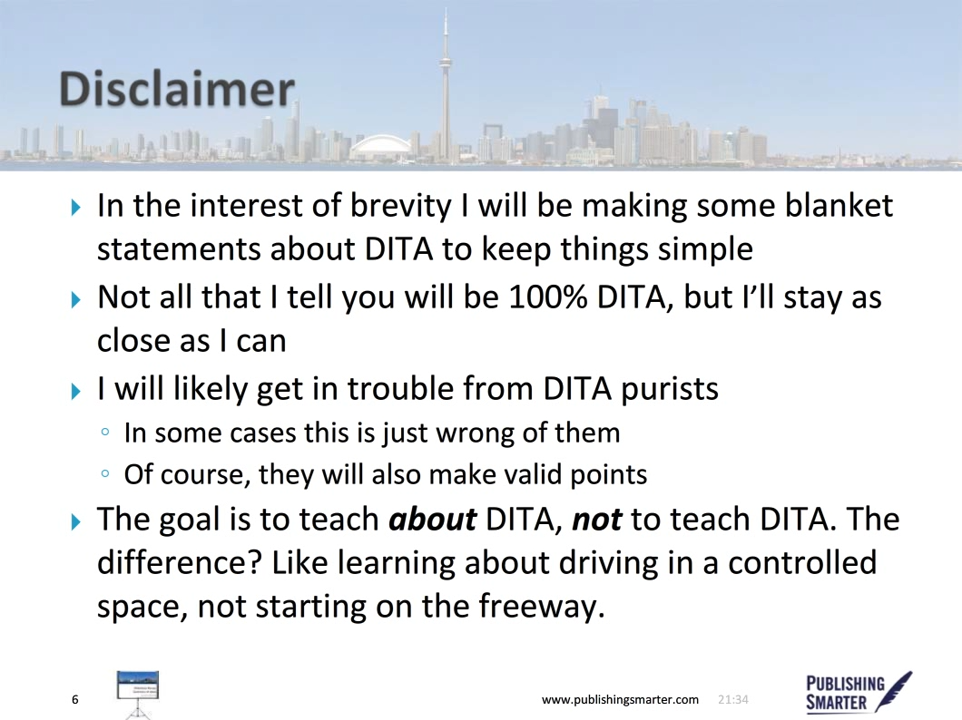 Disclaimer
In the interest of brevity I will be making some blanket
statements about DITA to keep things simple
Not all that I tell you will be 100% DITA, but I’ll stay as
close as I can
I will likely get in trouble from DITA purists
In some cases this is just wrong of them
Of course, they will also make valid points
The goal is to teach about DITA, not to teach DITA. The
difference? Like learning about driving in a controlled
space, not starting on the freeway.
6
www.publishingsmarter.com 21:34
PUBLISHING
SMARTER